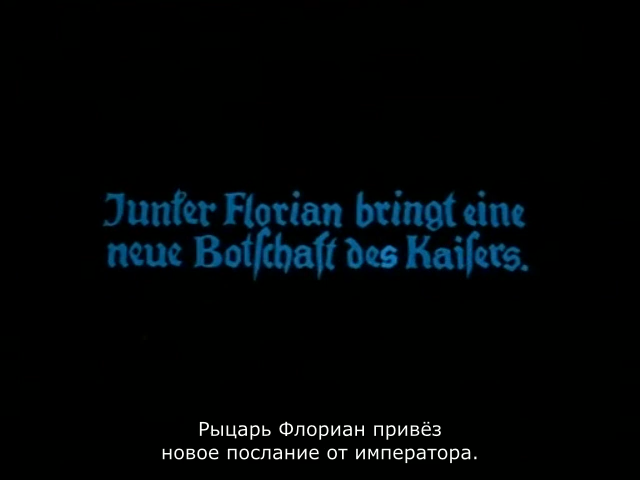 Junker Florian bringt eine
neue Botſchaft des Kaiſers.
Рыцарь Флориан привёз
новое послание от императора.